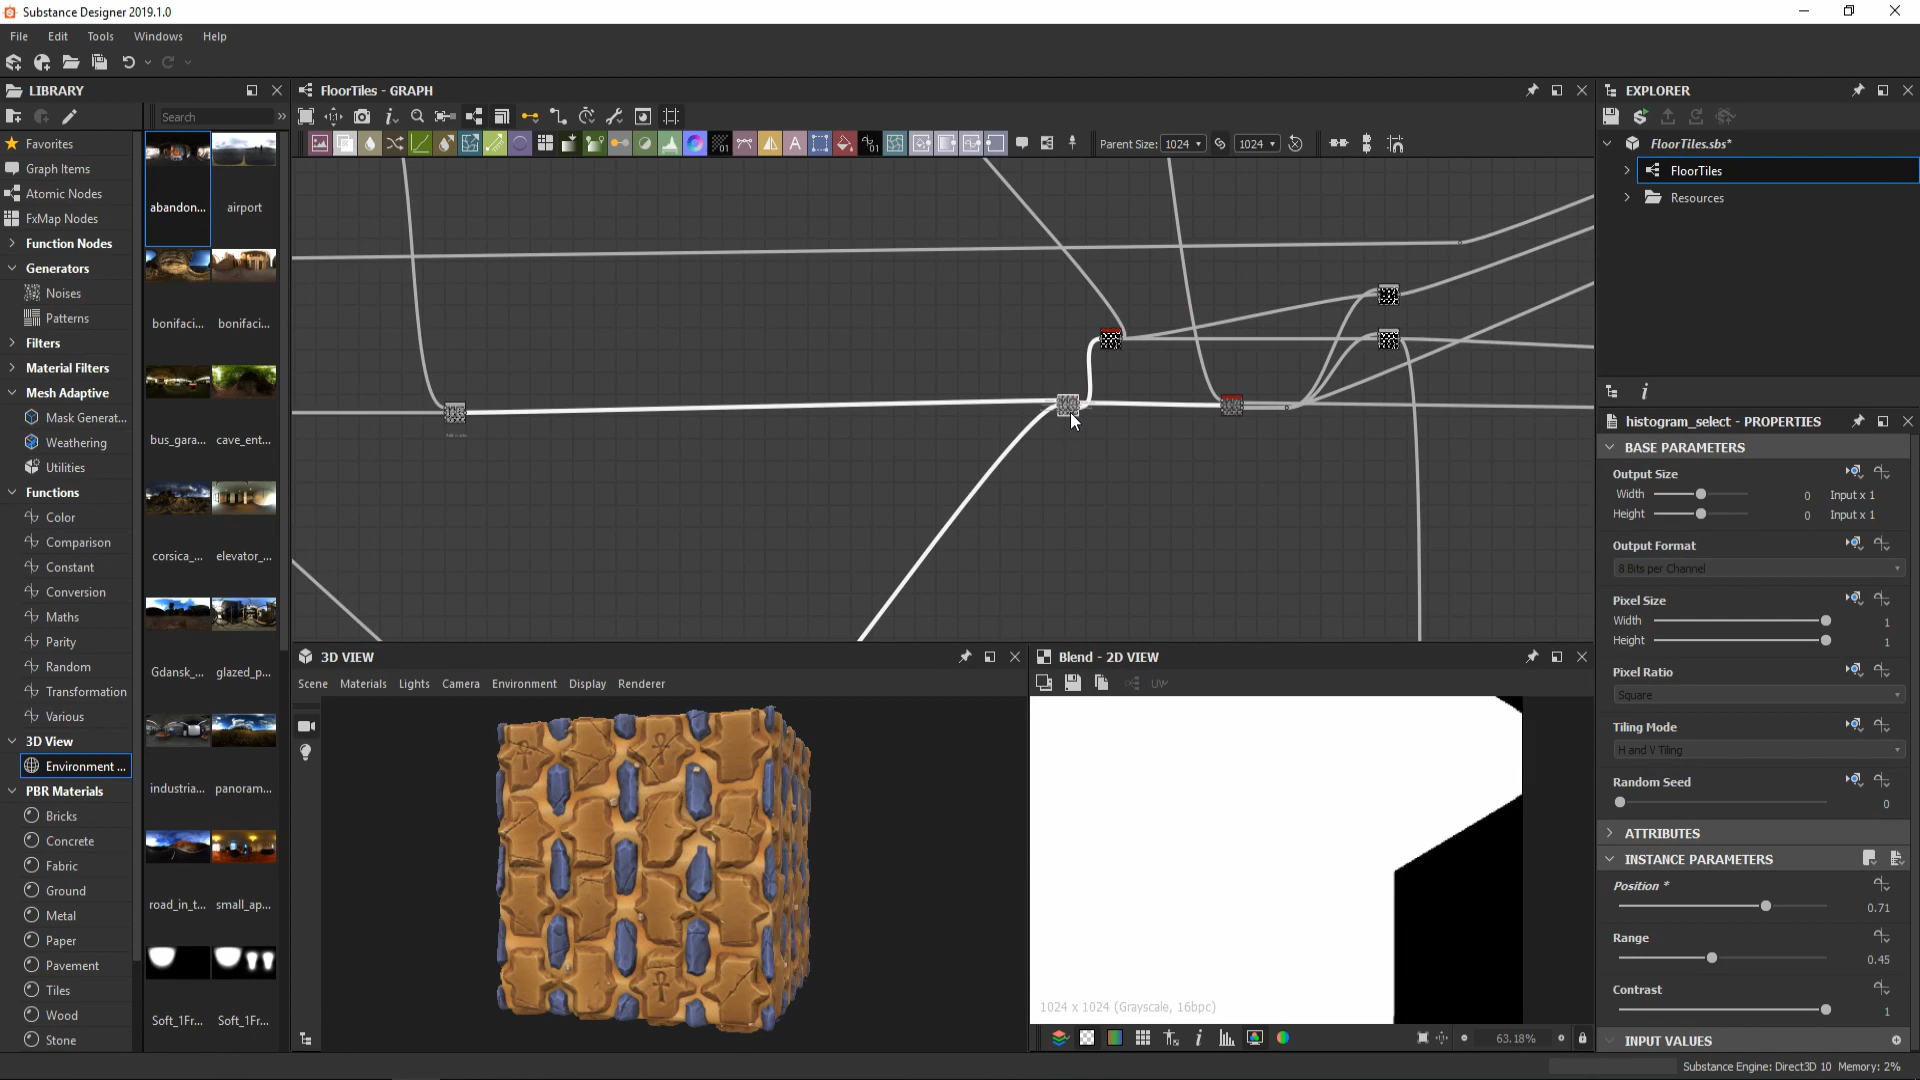 Substance Designer 2019.1.0
File Edit Tools Windows Help
LIBRARY
Search
Favorites
Graph Items
Atomic Nodes
FxMap Nodes
Function Nodes
Generators
Noises
Patterns
Filters
Material Filters
Mesh Adaptive
Mask Generat...
Weathering
Utilities
Functions
Color
Comparison
Constant
Conversion
Maths
Parity
Random
Transformation
Various
3D View
Environment ...
PBR Materials
Bricks
Concrete
Fabric
Ground
Metal
Paper
Pavement
Tiles
Wood
Stone
abandon... airport
bonifaci... bonifaci...
bus_gara... cave_ent...
corsica_... elevator_...
Gdansk_... glazed_p...
industria... panoram...
road_in_t... small_ap...
Soft_1Fr... Soft_1Fr...
FloorTiles - GRAPH
Parent Size: 1024 1024
3D VIEW
Scene Materials Lights Camera Environment Display Renderer
Blend - 2D VIEW
UV
1024 x 1024 (Grayscale, 16bpc)
63.18%
EXPLORER
FloorTiles.sbs*
FloorTiles
Resources
histogram_select - PROPERTIES
BASE PARAMETERS
Output Size
Width 0 Input x 1
Height 0 Input x 1
Output Format
8 Bits per Channel
Pixel Size
Width 1
Height 1
Pixel Ratio
Square
Tiling Mode
H and V Tiling
Random Seed
0
ATTRIBUTES
INSTANCE PARAMETERS
Position *
0.71
Range
0.45
Contrast
1
INPUT VALUES
Substance Engine: Direct3D 10 Memory: 2%